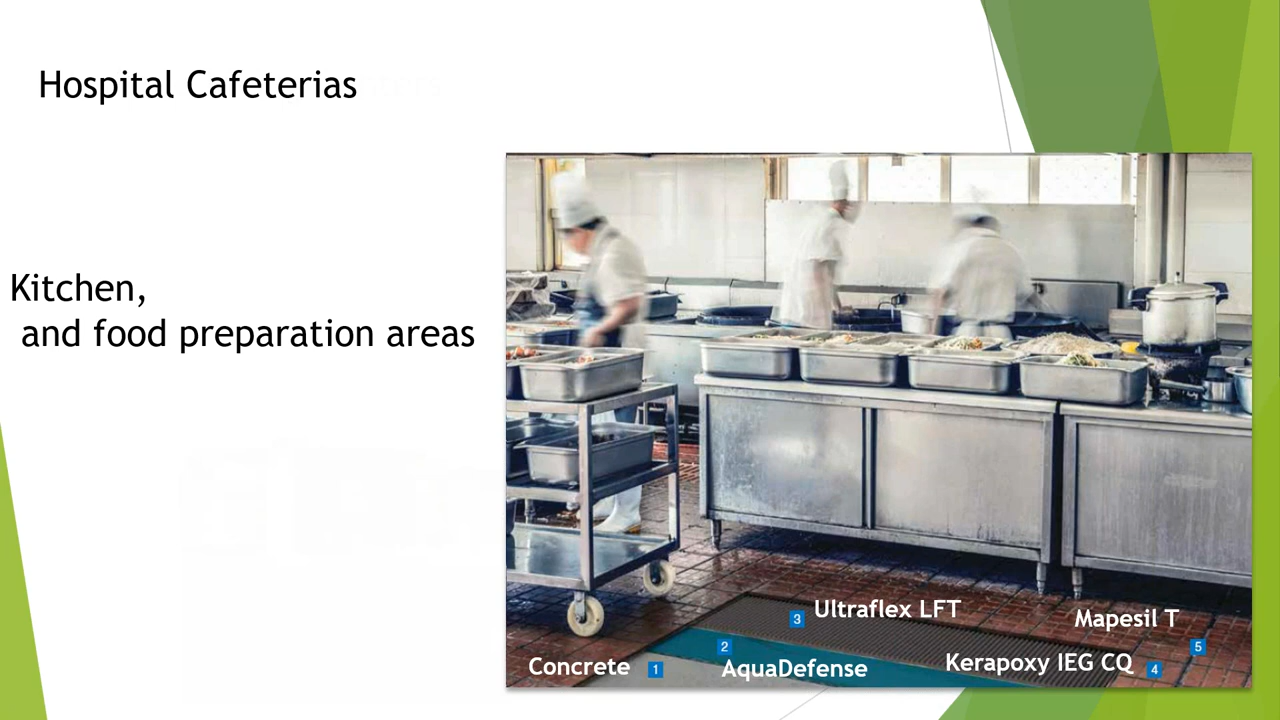 Hospital Cafeterias
Kitchen,
and food preparation areas
3 Ultraflex LFT
Mapesil T
2
5
Concrete 1
AquaDefense
Kerapoxy IEG CQ 4